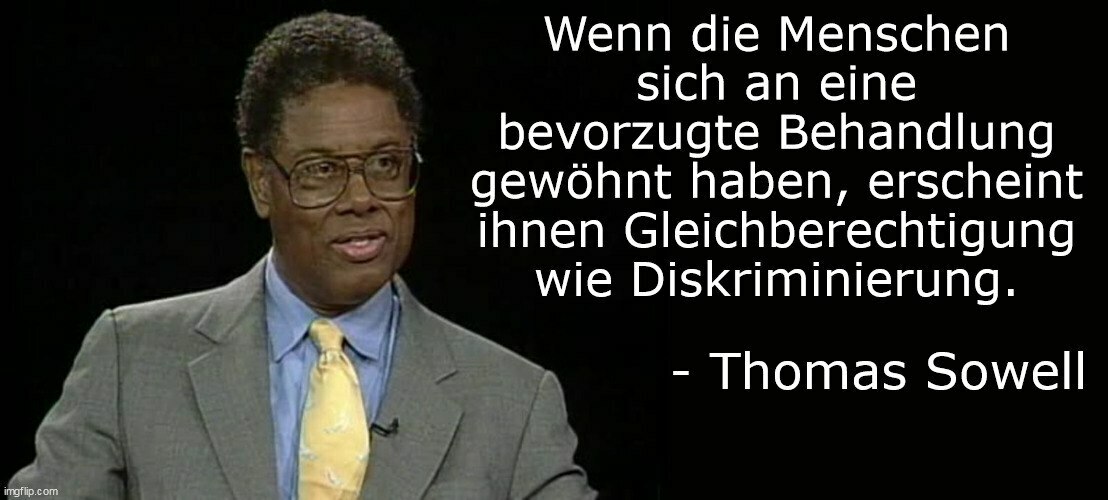 Wenn die Menschen
sich an eine
bevorzugte Behandlung
gewöhnt haben, erscheint
ihnen Gleichberechtigung
wie Diskriminierung.
- Thomas Sowell
imgflip.com